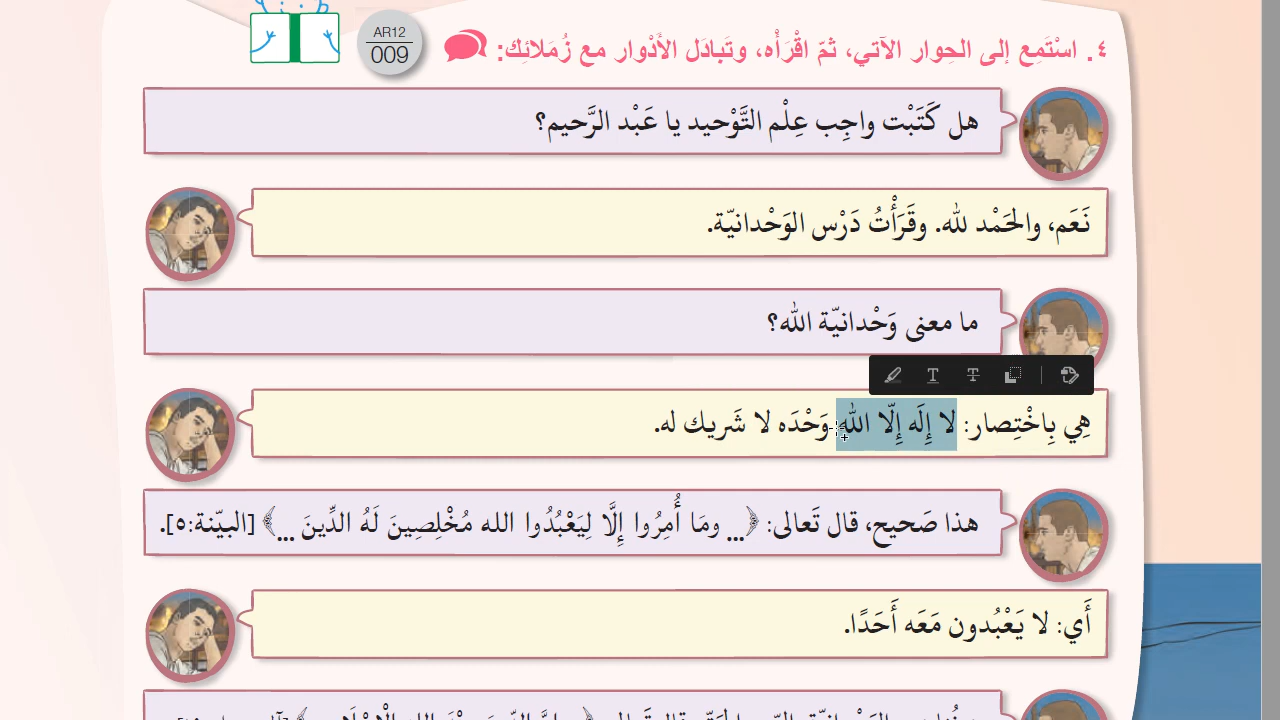 AR12
009
٤. اسْتَمِع إلى الحِوار الآتي، ثمّ اقْرَأْه، وتَبادَل الأَدْوار مع زُمَلائِك:
هل كَتَبْت واجِب عِلْم التَّوْحيد يا عَبْد الرَّحيم؟
نَعَم، والحَمْد لله. وقَرَأْتُ دَرْس الوَحْدانيّة.
ما معنى وَحْدانيّة الله؟
هِي بِاخْتِصار: لا إِلَه إِلّا الله وَحْدَه لا شَريك له.
هذا صَحيح، قال تَعالى: ﴿... ومَا أُمِرُوا إِلَّا لِيَعْبُدُوا الله مُخْلِصِينَ لَهُ الدِّينَ ...﴾ [البيّنة:٥].
أَي: لا يَعْبُدون مَعَه أَحَدًا.